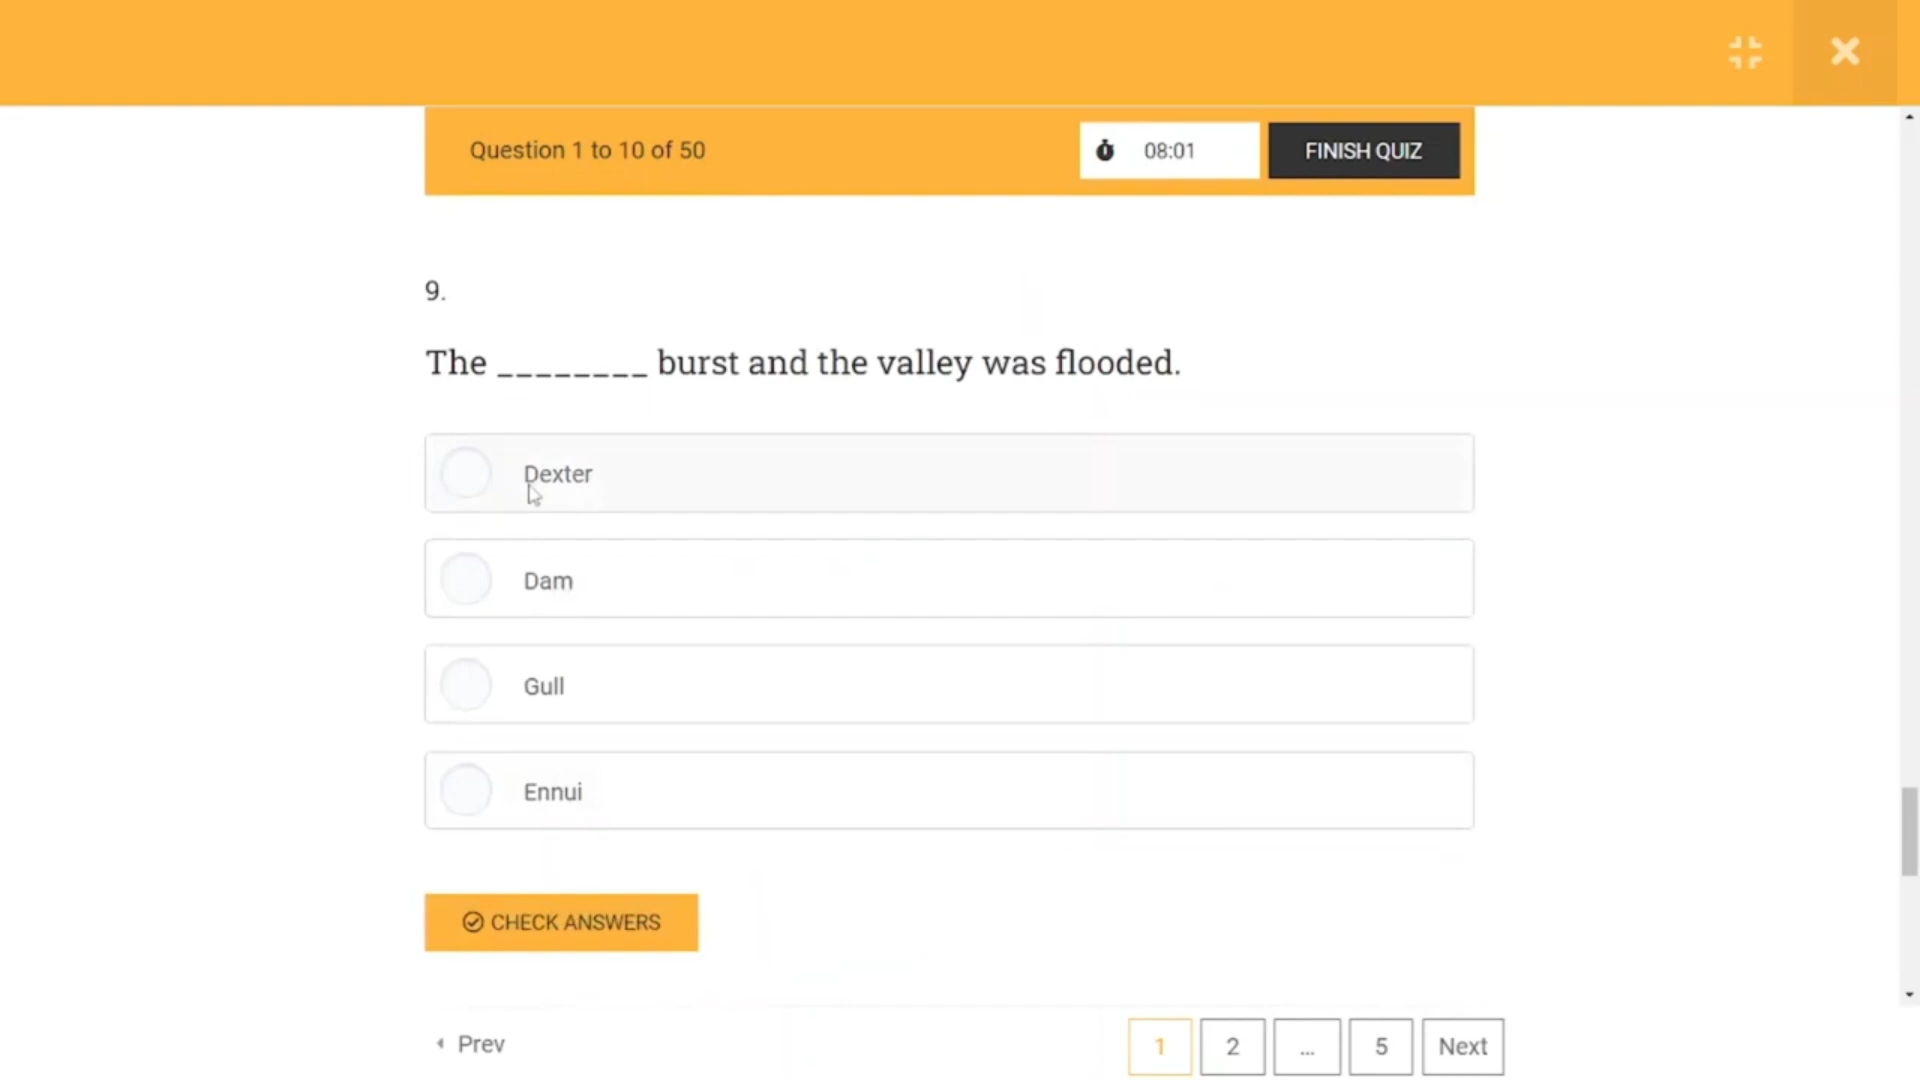 Question 1 to 10 of 50
08:01
FINISH QUIZ
9.
The ________ burst and the valley was flooded.
Dexter
Dam
Gull
Ennui
CHECK ANSWERS
Prev
1
2
...
5
Next